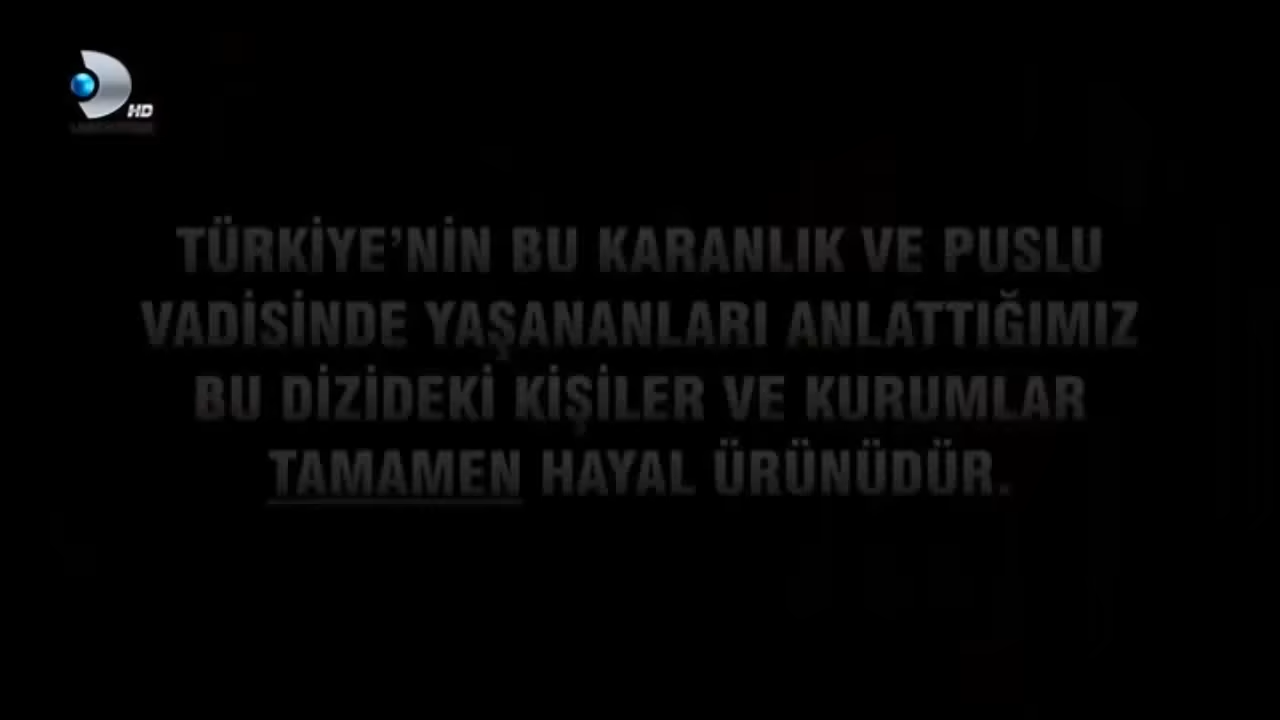 HD
TÜRKİYE'NİN BU KARANLIK VE PUSLU
VADİSİNDE YAŞANANLARI ANLATTIĞIMIZ
BU DİZİDEKİ KİŞİLER VE KURUMLAR
TAMAMEN HAYAL ÜRÜNÜDÜR.